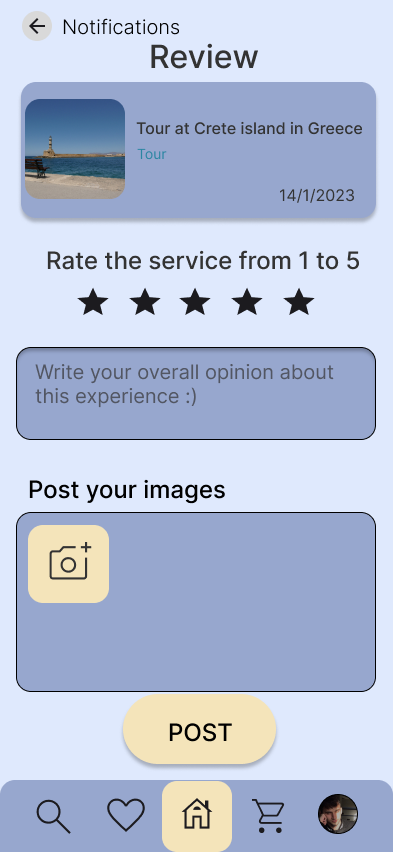 Notifications
Review
Tour at Crete island in Greece
Tour
14/1/2023
Rate the service from 1 to 5
Write your overall opinion about
this experience :)
Post your images
POST